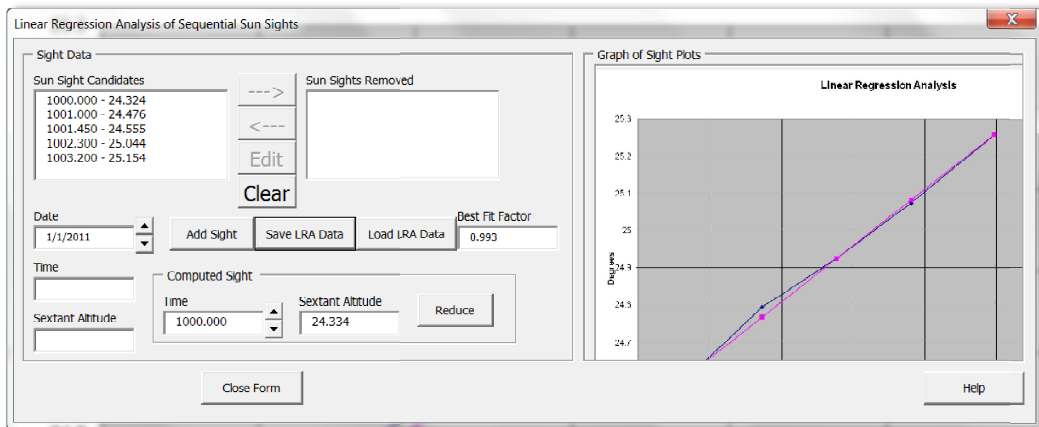 Linear Regression Analysis of Sequential Sun Sights
X
Sight Data
Sun Sight Candidates
1000.000 - 24.324
1001.000 - 24.476
1001.450 - 24.555
1002.300 - 25.044
1003.200 - 25.154
--->
<---
Edit
Clear
Sun Sights Removed
Date
1/1/2011
Add Sight
Save LRA Data
Load LRA Data
Best Fit Factor
0.993
Time
Sextant Altitude
Computed Sight
Time
1000.000
Sextant Altitude
24.334
Reduce
Close Form
Graph of Sight Plots
Linear Regression Analysis
25.3
25.2
25.1
25
24.9
24.8
24.7
Degrees
Help